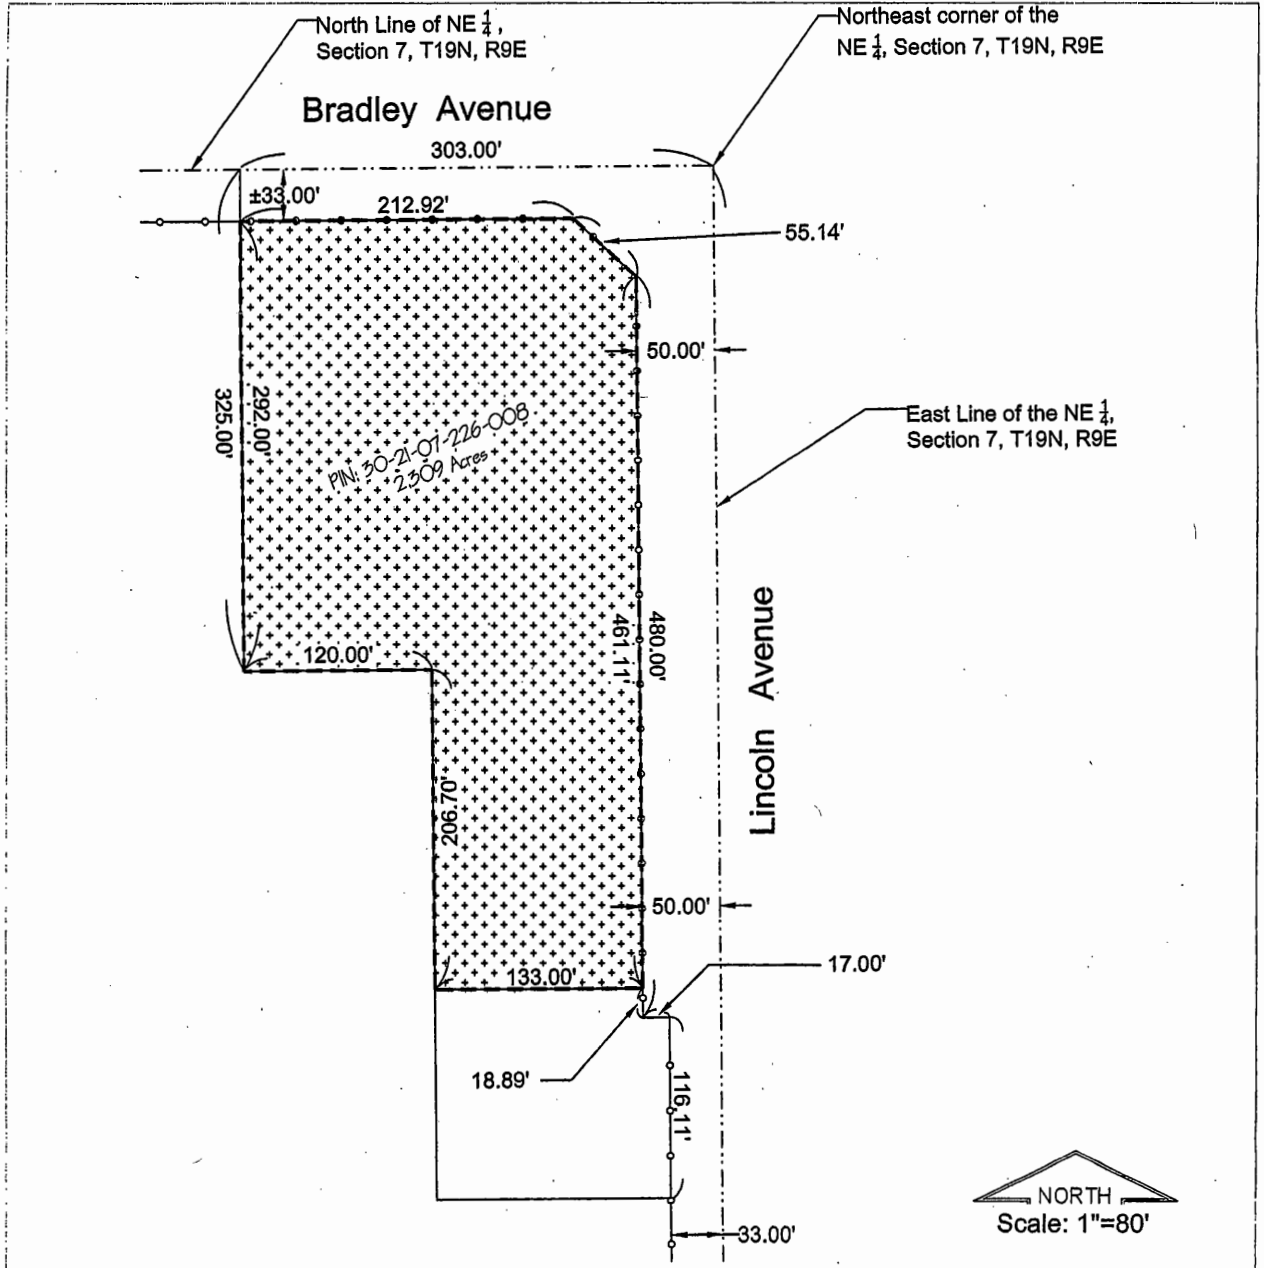 North Line of NE 1/4,
Section 7, T19N, R9E
Northeast corner of the
NE 1/4, Section 7, T19N, R9E
Bradley Avenue
303.00'
±33.00'
212.92'
55.14'
50.00'
East Line of the NE 1/4,
Section 7, T19N, R9E
325.00'
292.00'
PIN: 30-21-07-226-008
2.309 Acres
Lincoln Avenue
461.11'
480.00'
120.00'
206.70'
50.00'
133.00'
17.00'
18.89'
116.11'
NORTH
Scale: 1"=80'
33.00'